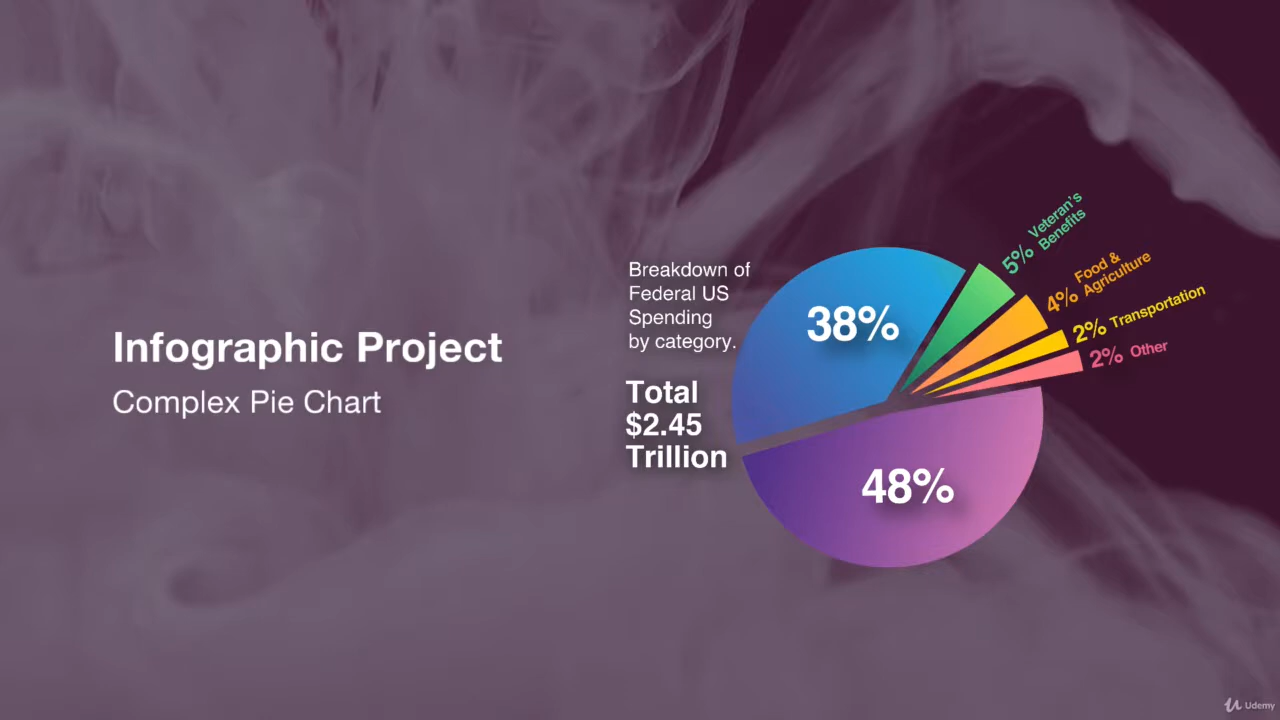 Infographic Project
Complex Pie Chart
Breakdown of
Federal US
Spending
by category.
Total
$2.45
Trillion
38%
5% Veteran's
Benefits
4% Food &
Agriculture
2% Transportation
2% Other
48%
Udemy